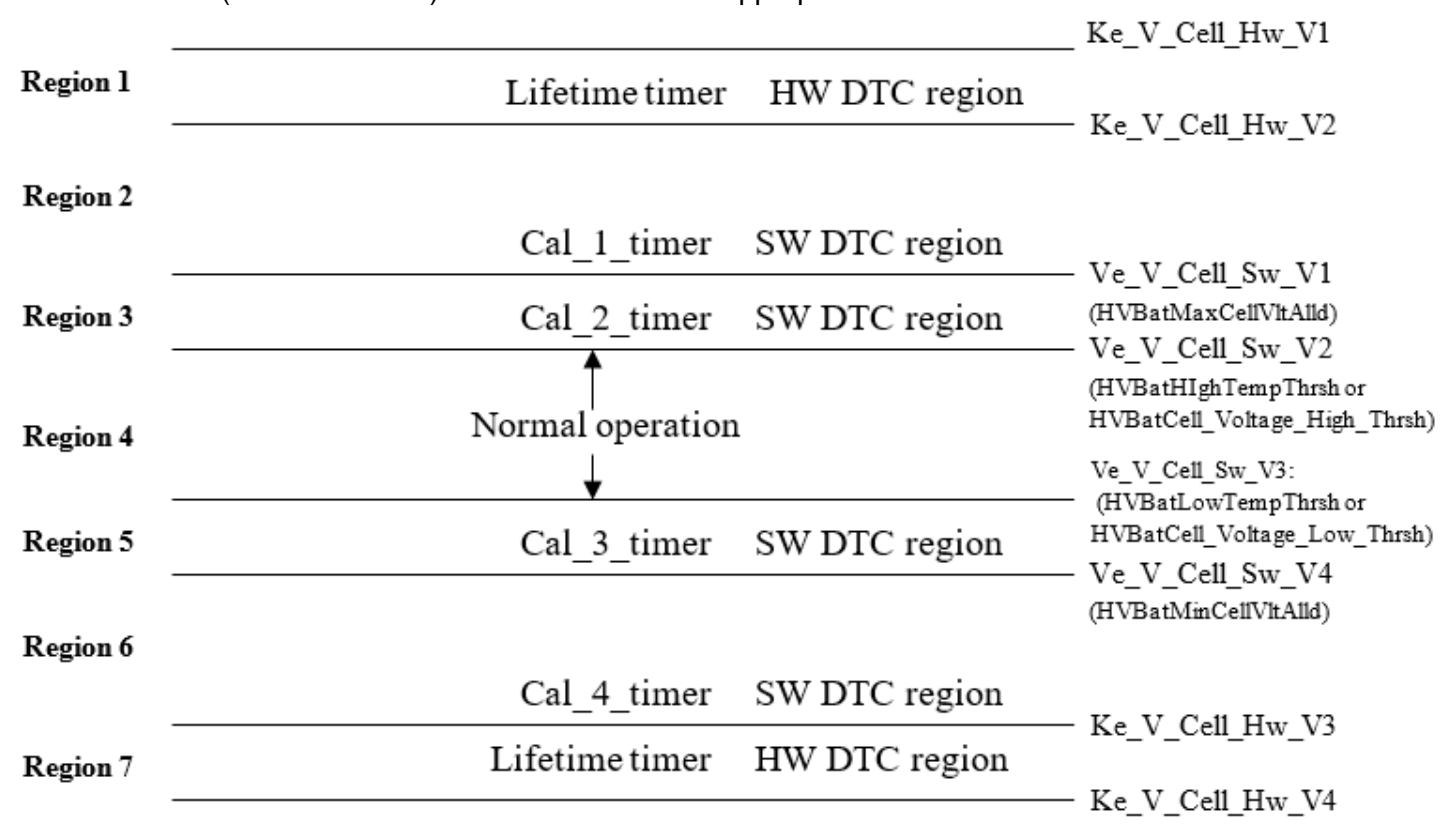 Ke_V_Cell_Hw_V1
Region 1
Lifetime timer HW DTC region
Ke_V_Cell_Hw_V2
Region 2
Cal_1_timer SW DTC region
Ve_V_Cell_Sw_V1
Region 3
Cal_2_timer SW DTC region
(HVBatMaxCellVltAlld)
Ve_V_Cell_Sw_V2
(HVBatHIghTempThrsh or
HVBatCell_Voltage_High_Thrsh)
Normal operation
Region 4
Ve_V_Cell_Sw_V3:
(HVBatLowTempThrsh or
HVBatCell_Voltage_Low_Thrsh)
Region 5
Cal_3_timer SW DTC region
Ve_V_Cell_Sw_V4
(HVBatMinCellVltAlld)
Region 6
Cal_4_timer SW DTC region
Ke_V_Cell_Hw_V3
Region 7
Lifetime timer HW DTC region
Ke_V_Cell_Hw_V4